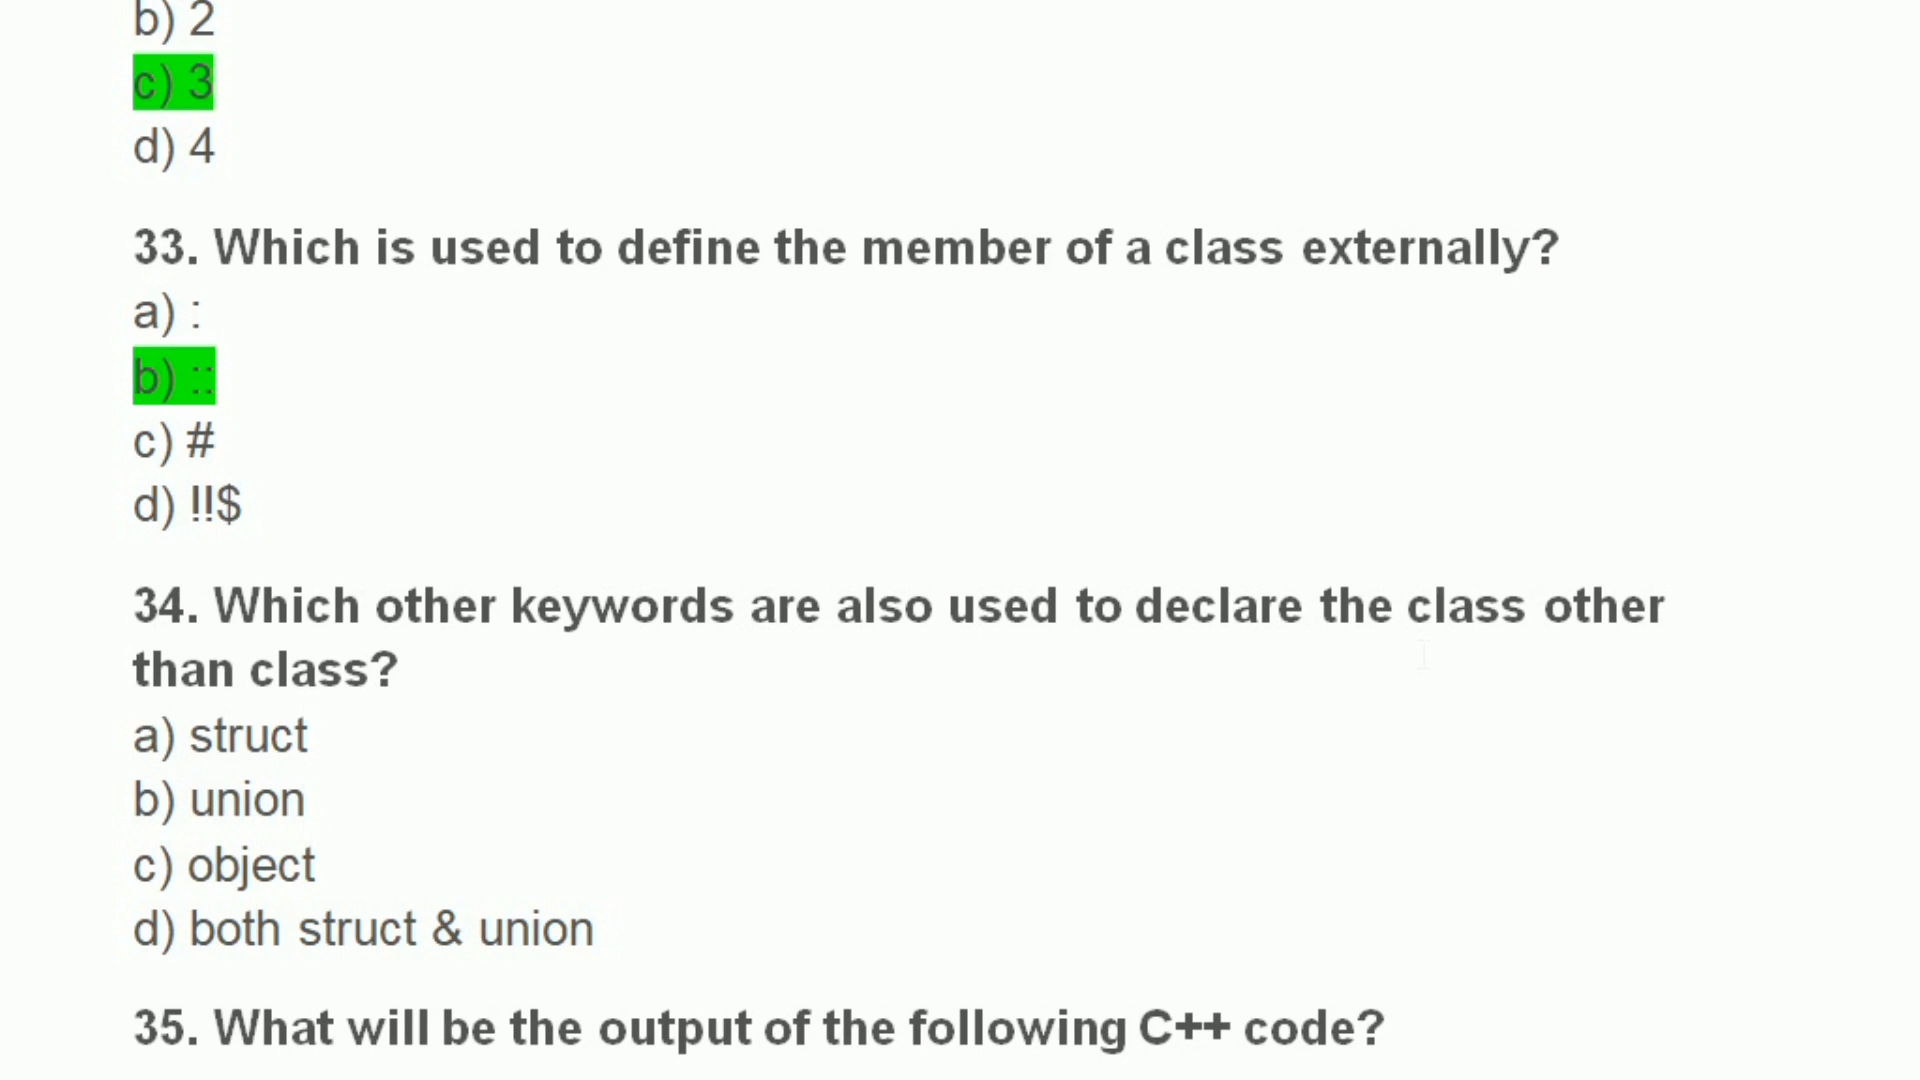 b) 2
c) 3
d) 4
33. Which is used to define the member of a class externally?
a) :
b) ::
c) #
d) !!$
34. Which other keywords are also used to declare the class other
than class?
a) struct
b) union
c) object
d) both struct & union
35. What will be the output of the following C++ code?